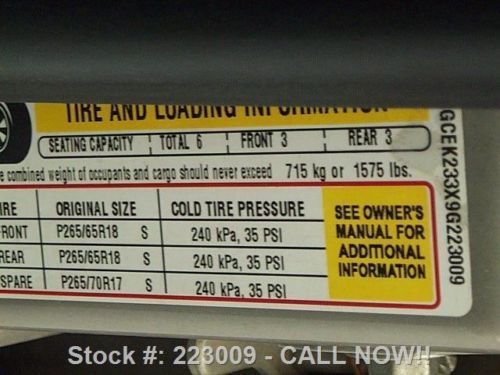 TIRE AND LOADING INFORMATION
SEATING CAPACITY TOTAL 6 FRONT 3 REAR 3
e combined weight of occupants and cargo should never exceed 715 kg or 1575 lbs.
IRE ORIGINAL SIZE COLD TIRE PRESSURE
FRONT P265/65R18 S 240 kPa, 35 PSI
REAR P265/65R18 S 240 kPa, 35 PSI
SPARE P265/70R17 S 240 kPa, 35 PSI
SEE OWNER'S
MANUAL FOR
ADDITIONAL
INFORMATION
GCEK233X9G223009
Stock #: 223009 - CALL NOW!!